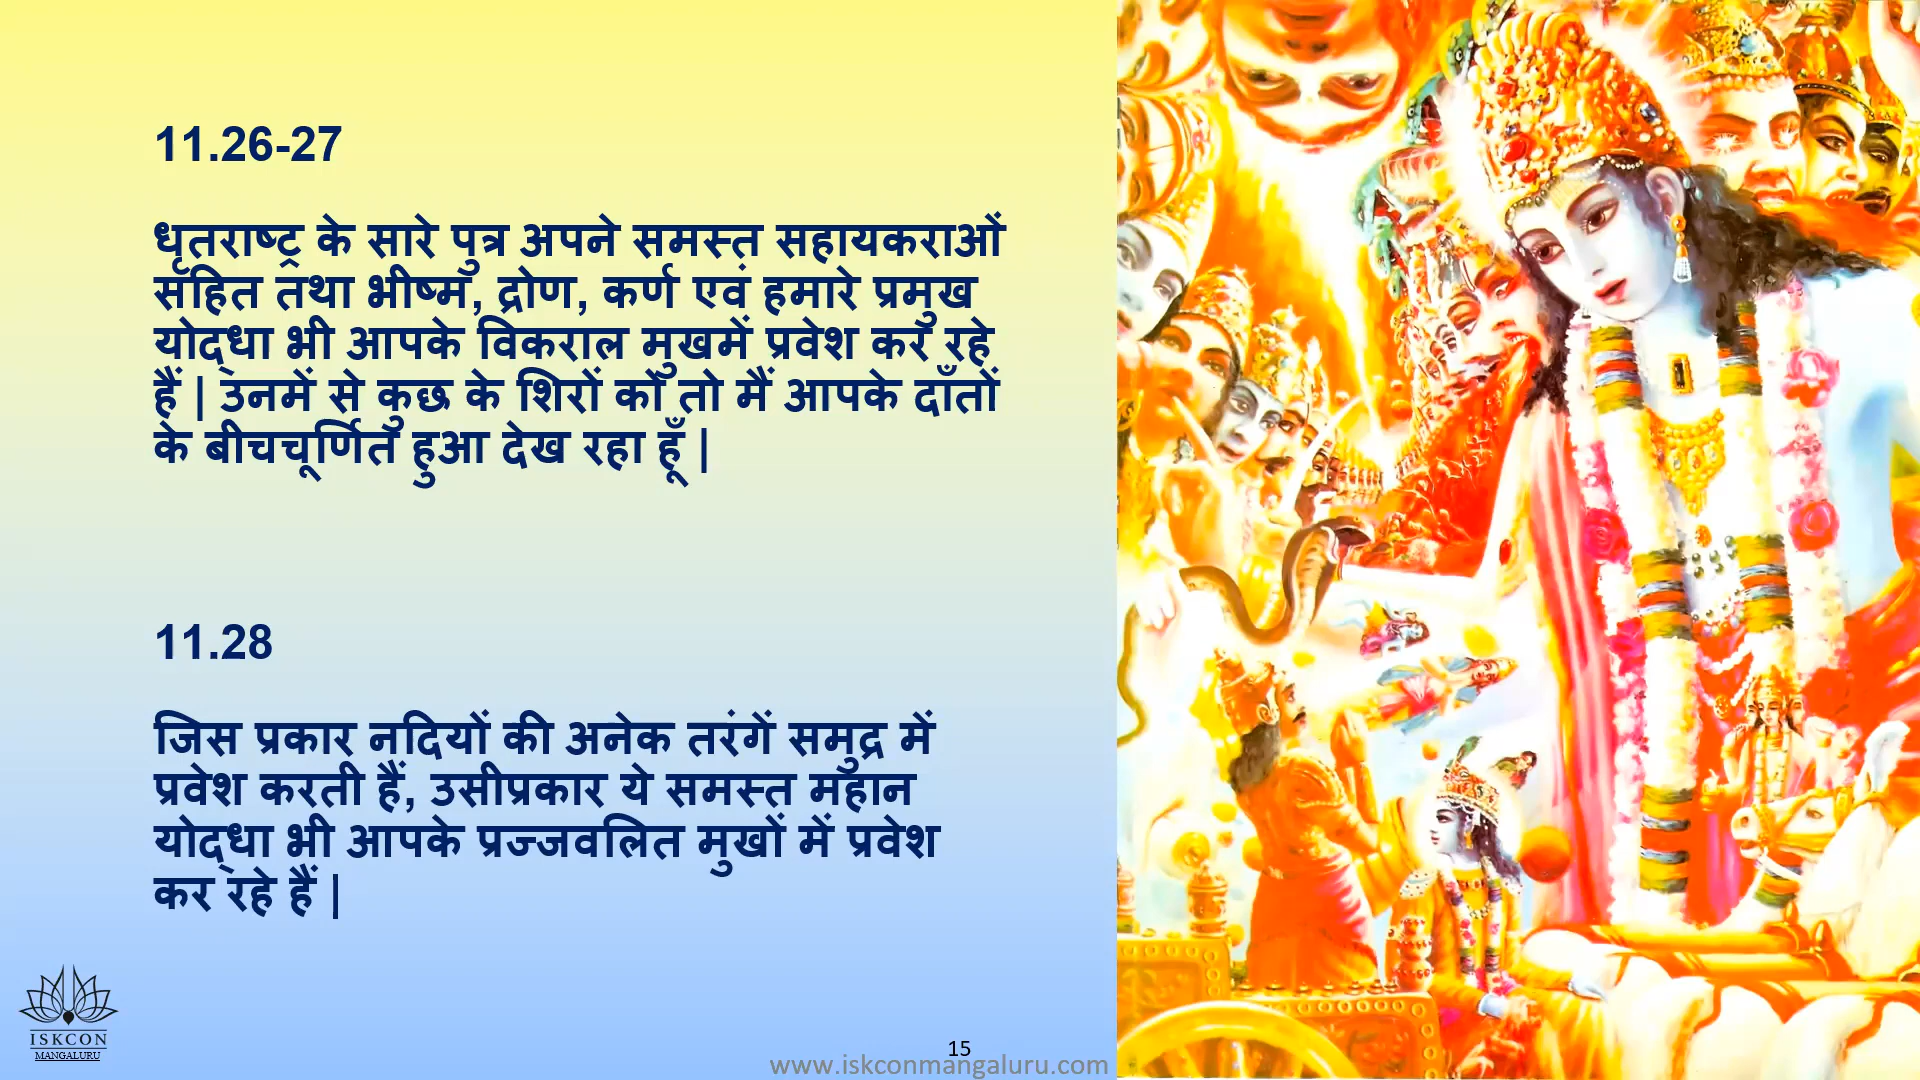 11.26-27
धृतराष्ट्र के सारे पुत्र अपने समस्त सहायकराओं
सहित तथा भीष्म, द्रोण, कर्ण एवं हमारे प्रमुख
योद्धा भी आपके विकराल मुखमें प्रवेश कर रहे
हैं | उनमें से कुछ के शिरों को तो मैं आपके दाँतों
के बीचचूर्णित हुआ देख रहा हूँ |
11.28
जिस प्रकार नदियों की अनेक तरंगें समुद्र में
प्रवेश करती हैं, उसीप्रकार ये समस्त महान
योद्धा भी आपके प्रज्जवलित मुखों में प्रवेश
कर रहे हैं |
ISKCON
MANGALURU
15
www.iskconmangaluru.com